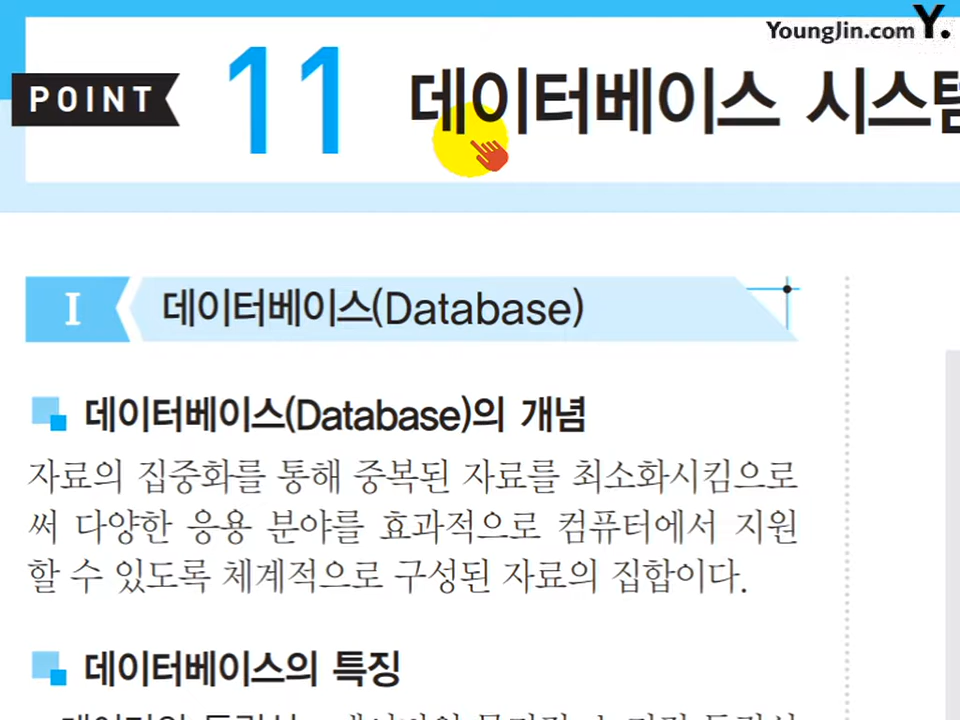 YoungJin.com Y.
POINT 11 데이터베이스 시스템
I 데이터베이스(Database)
데이터베이스(Database)의 개념
자료의 집중화를 통해 중복된 자료를 최소화시킴으로
써 다양한 응용 분야를 효과적으로 컴퓨터에서 지원
할 수 있도록 체계적으로 구성된 자료의 집합이다.
데이터베이스의 특징